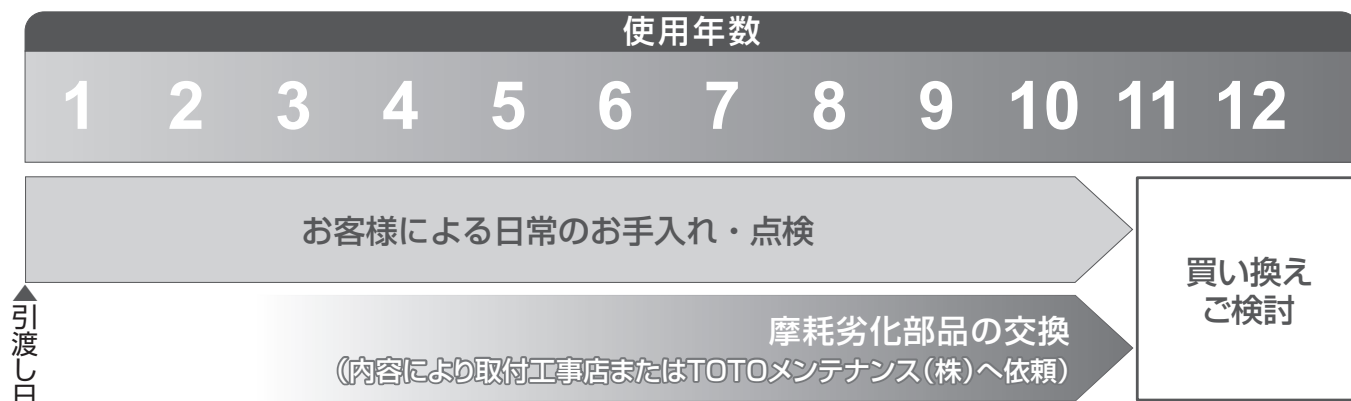 使用年数
1 2 3 4 5 6 7 8 9 10 11 12
お客様による日常のお手入れ・点検
買い換え
ご検討
引渡し日
摩耗劣化部品の交換
(内容により取付工事店またはTOTOメンテナンス(株)へ依頼)